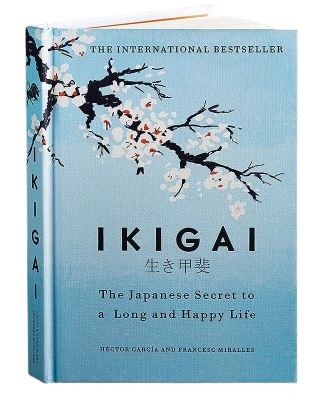 THE INTERNATIONAL BESTSELLER
IKIGAI
生き甲斐
The Japanese Secret to
a Long and Happy Life
HÉCTOR GARCÍA AND FRANCESC MIRALLES
IKIGAI